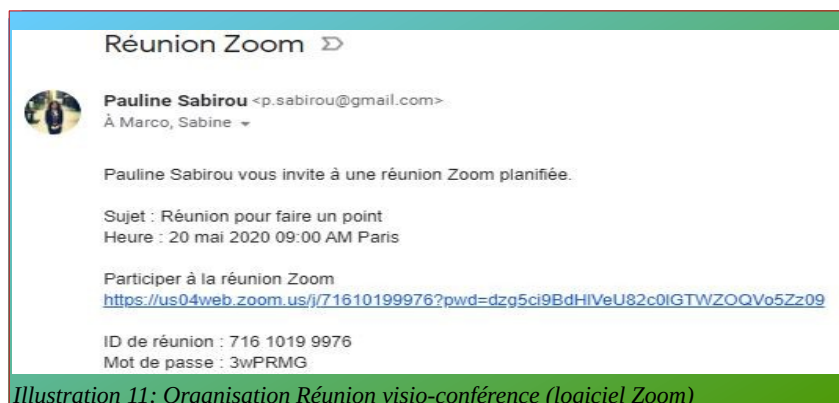 Réunion Zoom
Pauline Sabirou <p.sabirou@gmail.com>
À Marco, Sabine
Pauline Sabirou vous invite à une réunion Zoom planifiée.
Sujet : Réunion pour faire un point
Heure : 20 mai 2020 09:00 AM Paris
Participer à la réunion Zoom
https://us04web.zoom.us/j/71610199976?pwd=dzg5ci9BdHlVeU82c0lGTWZOQVo5Zz09
ID de réunion : 716 1019 9976
Mot de passe : 3wPRMG
Illustration 11: Organisation Réunion visio-conférence (logiciel Zoom)